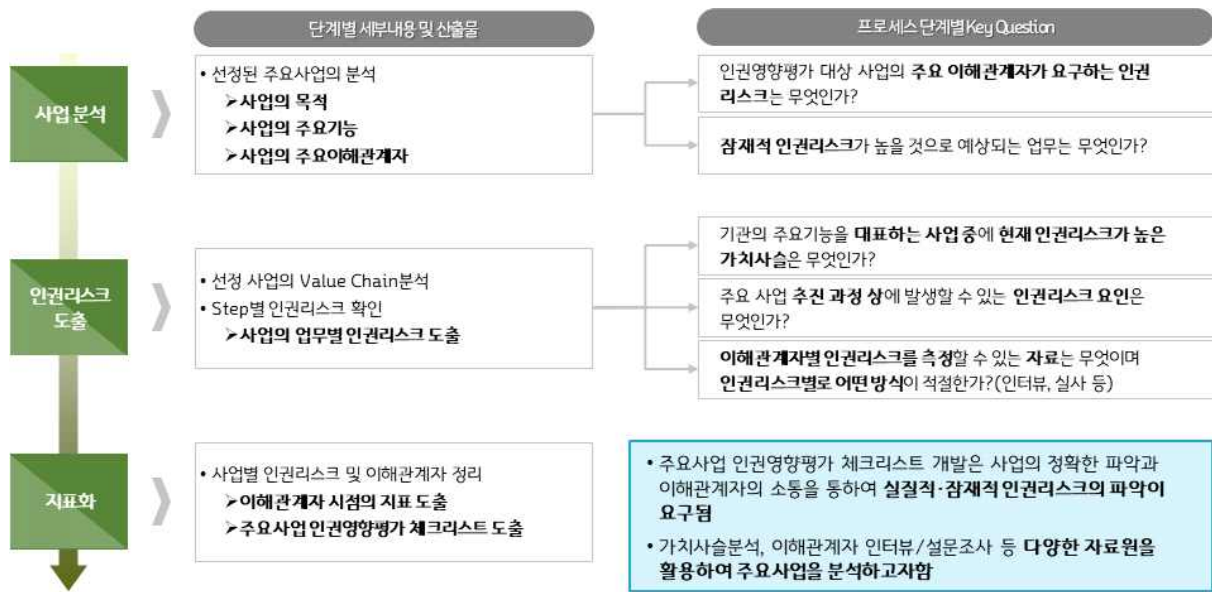 단계별 세부내용 및 산출물
프로세스 단계별 Key Question
사업 분석
• 선정된 주요사업의 분석
➤사업의 목적
➤사업의 주요기능
➤사업의 주요이해관계자
인권영향평가 대상 사업의 주요 이해관계자가 요구하는 인권
리스크는 무엇인가?
잠재적 인권리스크가 높을 것으로 예상되는 업무는 무엇인가?
인권리스크
도출
• 선정 사업의 Value Chain분석
• Step별 인권리스크 확인
➤사업의 업무별 인권리스크 도출
기관의 주요기능을 대표하는 사업 중에 현재 인권리스크가 높은
가치사슬은 무엇인가?
주요 사업 추진 과정 상에 발생할 수 있는 인권리스크 요인은
무엇인가?
이해관계자별 인권리스크를 측정할 수 있는 자료는 무엇이며
인권리스크별로 어떤 방식이 적절한가?(인터뷰, 실사 등)
지표화
• 사업별 인권리스크 및 이해관계자 정리
➤이해관계자 시점의 지표 도출
➤주요사업 인권영향평가 체크리스트 도출
• 주요사업 인권영향평가 체크리스트 개발은 사업의 정확한 파악과
이해관계자의 소통을 통하여 실질적·잠재적 인권리스크의 파악이
요구됨
• 가치사슬분석, 이해관계자 인터뷰/설문조사 등 다양한 자료원을
활용하여 주요사업을 분석하고자함